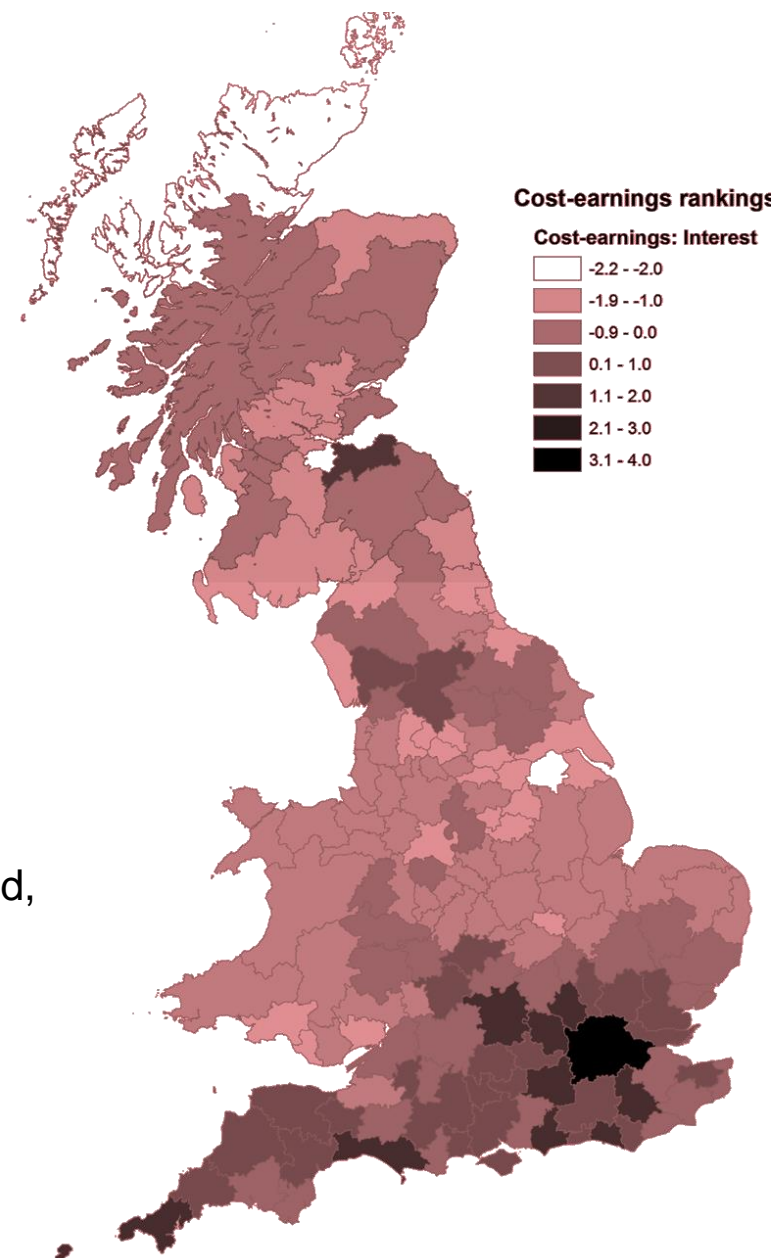 Cost-earnings rankings
Cost-earnings: Interest
-2.2 - -2.0
-1.9 - -1.0
-0.9 - 0.0
0.1 - 1.0
1.1 - 2.0
2.1 - 3.0
3.1 - 4.0
d,